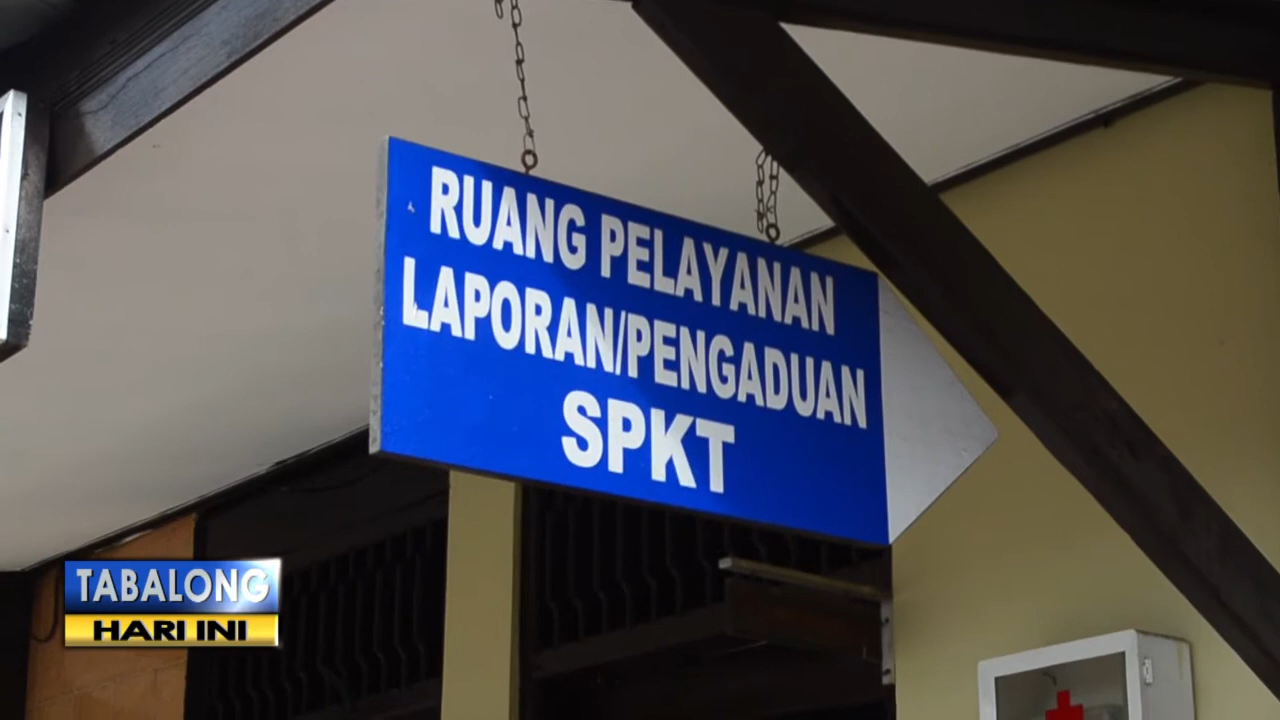 RUANG PELAYANAN
LAPORAN/PENGADUAN
SPKT
TABALONG
HARI INI